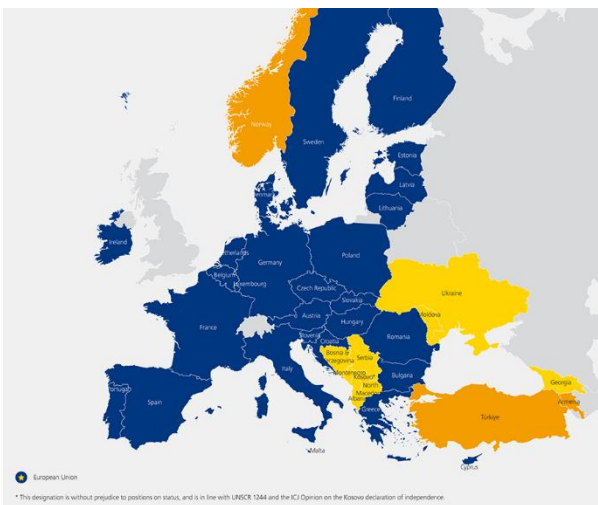 Norway
Finland
Sweden
Estonia
Latvia
Lithuania
Denmark
Ireland
Netherlands
Poland
Germany
Belgium
Luxembourg
Ukraine
Czech Republic
Slovakia
Moldova
Austria
Hungary
France
Slovenia
Romania
Croatia
Bosnia &
Herzegovina
Serbia
Italy
Montenegro
Kosovo*
Bulgaria
Georgia
North
Macedonia
Armenia
Portugal
Spain
Albania
Greece
Türkiye
Malta
Cyprus
European Union
* This designation is without prejudice to positions on status, and is in line with UNSCR 1244 and the ICJ Opinion on the Kosovo declaration of independence.